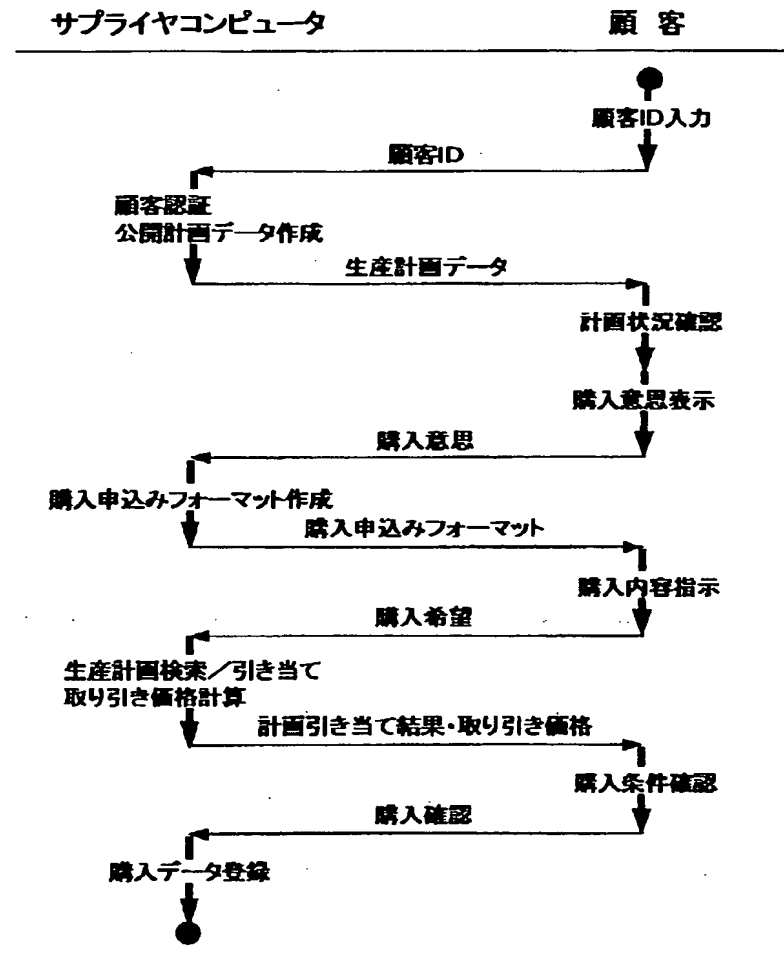 サプライヤコンピュータ
顧 客
顧客ID入力
顧客ID
顧客認証
公開計画データ作成
生産計画データ
計画状況確認
購入意思表示
購入意思
購入申込みフォーマット作成
購入申込みフォーマット
購入内容指示
購入希望
生産計画検索／引き当て
取り引き価格計算
計画引き当て結果・取り引き価格
購入条件確認
購入確認
購入データ登録